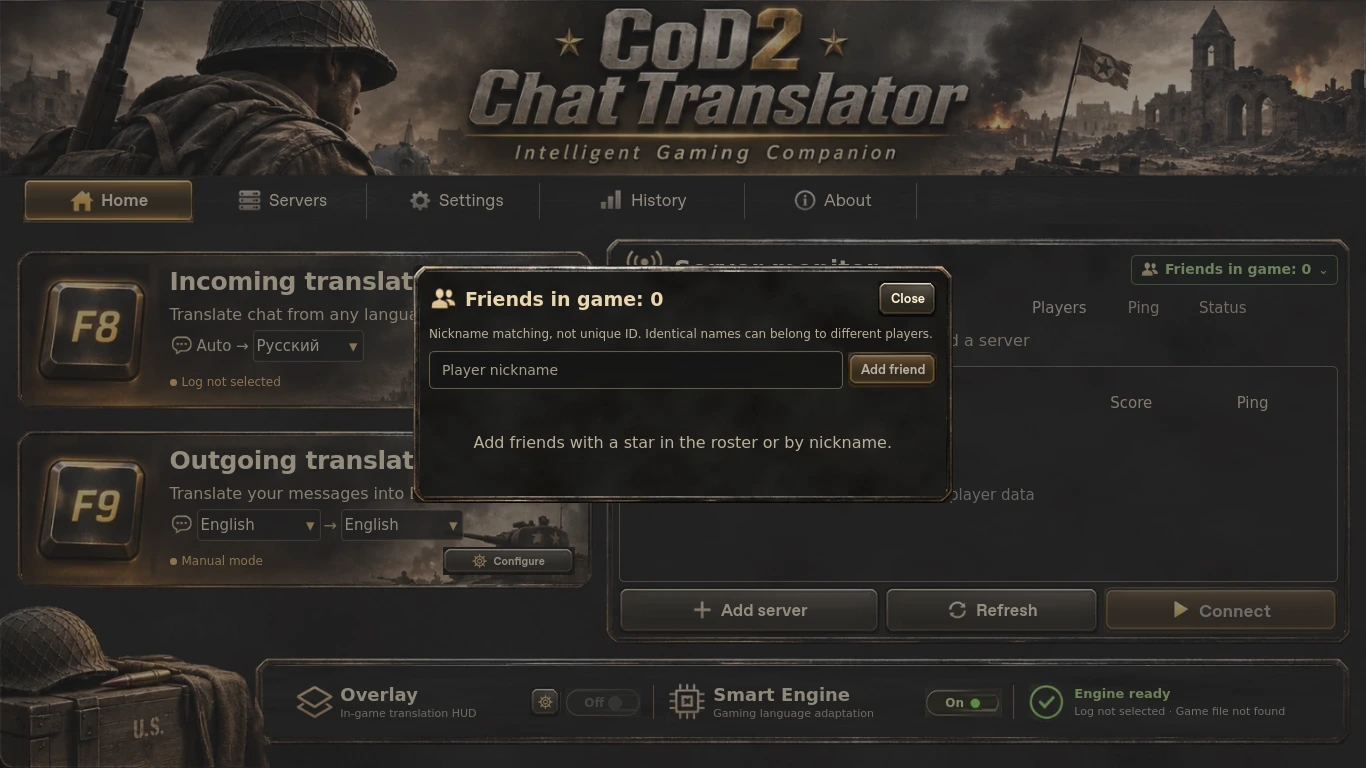 CoD2
Chat Translator
Intelligent Gaming Companion
Home
Servers
Settings
History
About
F8
Incoming translat
Translate chat from any langua
Auto → Русский ▾
Log not selected
F9
Outgoing translat
Translate your messages into
English ▾ → English ▾
Manual mode
Configure
Friends in game: 0
Close
Nickname matching, not unique ID. Identical names can belong to different players.
Player nickname
Add friend
Add friends with a star in the roster or by nickname.
Server monitor
Friends in game: 0
Players Ping Status
d a server
Score Ping
player data
Add server
Refresh
Connect
U.S.
Overlay
In-game translation HUD
Off
Smart Engine
Gaming language adaptation
On
Engine ready
Log not selected · Game file not found